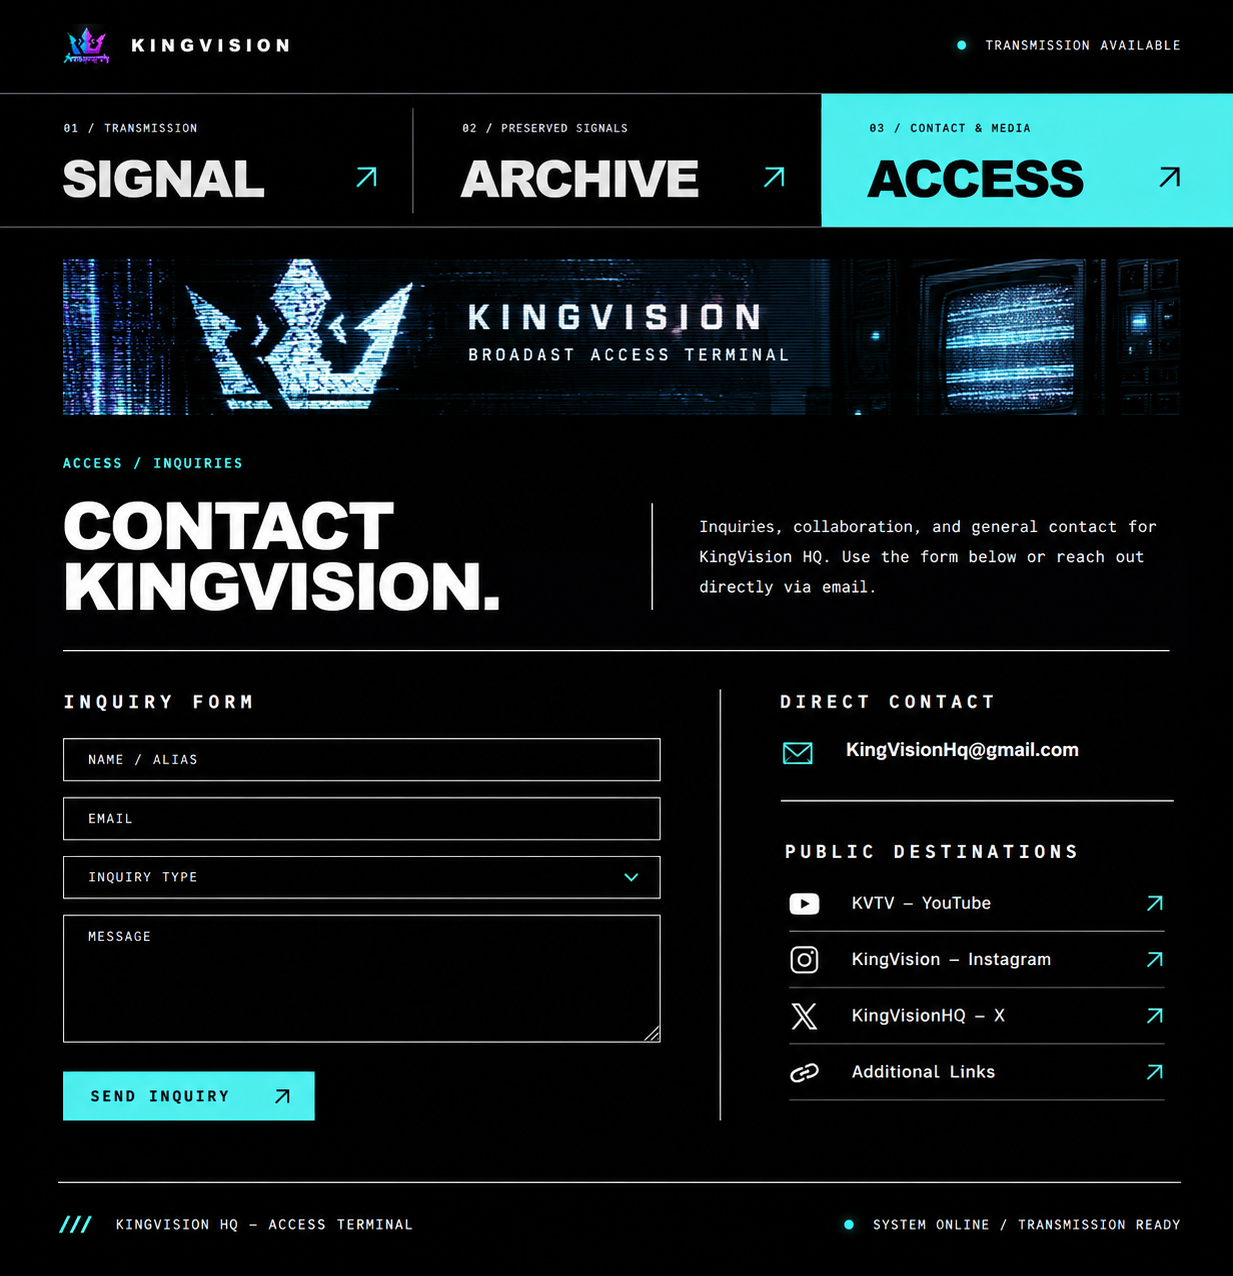 KINGVISION
TRANSMISSION AVAILABLE
01 / TRANSMISSION
SIGNAL
02 / PRESERVED SIGNALS
ARCHIVE
03 / CONTACT & MEDIA
ACCESS
KINGVISION
BROADAST ACCESS TERMINAL
ACCESS / INQUIRIES
CONTACT
KINGVISION.
Inquiries, collaboration, and general contact for
KingVision HQ. Use the form below or reach out
directly via email.
INQUIRY FORM
NAME / ALIAS
EMAIL
INQUIRY TYPE
MESSAGE
SEND INQUIRY
DIRECT CONTACT
KingVisionHq@gmail.com
PUBLIC DESTINATIONS
KVTV – YouTube
KingVision – Instagram
KingVisionHQ – X
Additional Links
/// KINGVISION HQ – ACCESS TERMINAL
SYSTEM ONLINE / TRANSMISSION READY